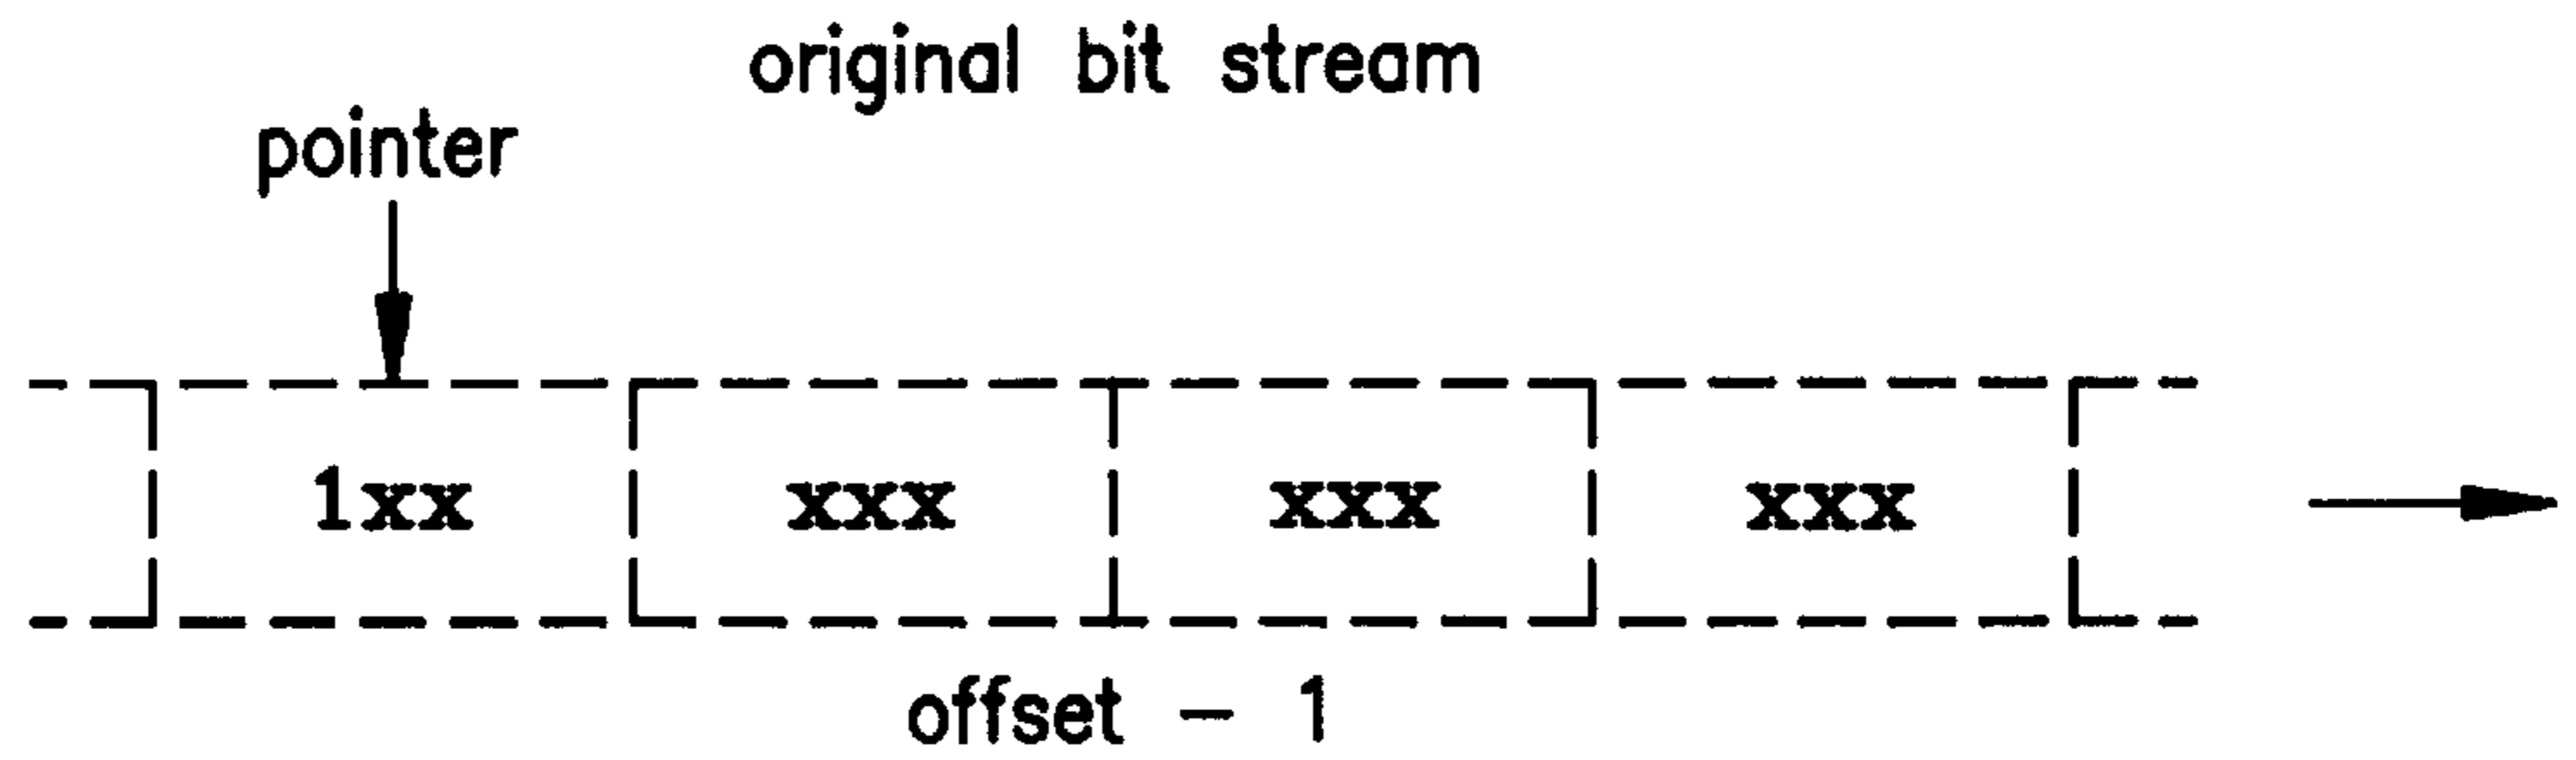 original bit stream
pointer
1xx xxx xxx xxx
offset - 1